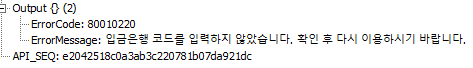 Output {} (2)
ErrorCode: 80010220
ErrorMessage: 입금은행 코드를 입력하지 않았습니다. 확인 후 다시 이용하시기 바랍니다.
API_SEQ: e2042518c0a3ab3c220781b07da921dc